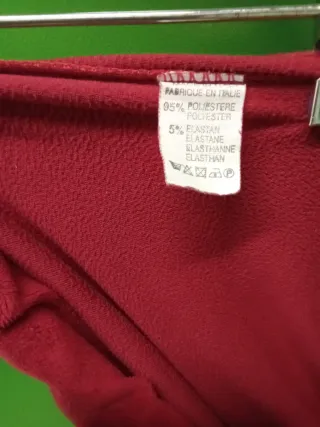 FABRIQUE EN ITALIE
95% POLIESTERE
POLYESTER
5% ELASTAN
ELASTANE
ELASTHANNE
ELASTHAN
P